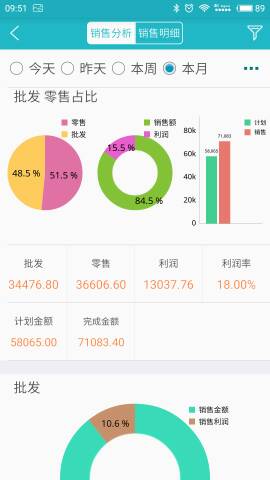 09:51 89
销售分析 销售明细
今天 昨天 本周 本月
批发 零售占比
零售 销售额 计划
批发 利润 销售
80k
60k
40k
20k
0
48.5 % 51.5 %
15.5 %
84.5 %
58,065
71,083
批发 零售 利润 利润率
34476.80 36606.60 13037.76 18.00%
计划金额 完成金额
58065.00 71083.40
批发
销售金额
销售利润
10.6 %